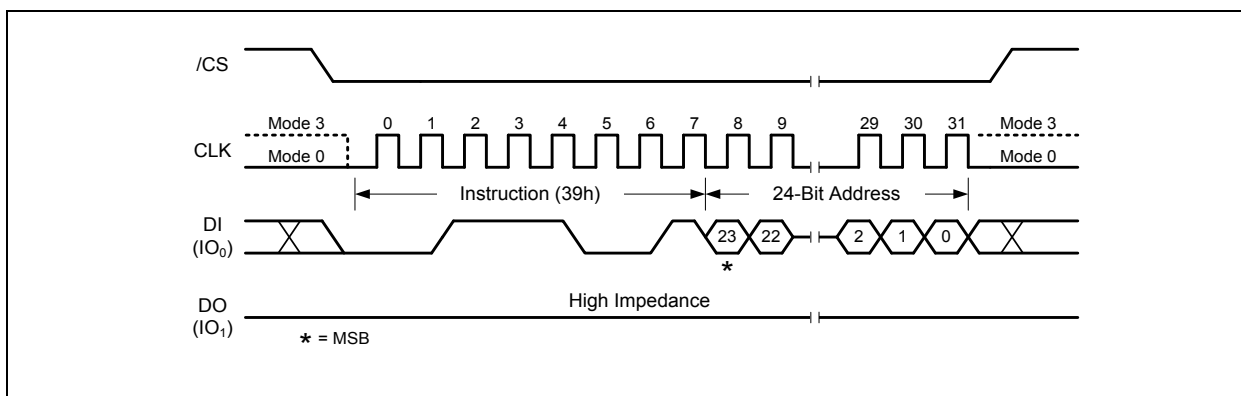 /CS
Mode 3 0 1 2 3 4 5 6 7 8 9 29 30 31 Mode 3
CLK
Mode 0 Mode 0
Instruction (39h) 24-Bit Address
DI
(IO₀)
23 22 2 1 0
*
High Impedance
DO
(IO₁)
* = MSB